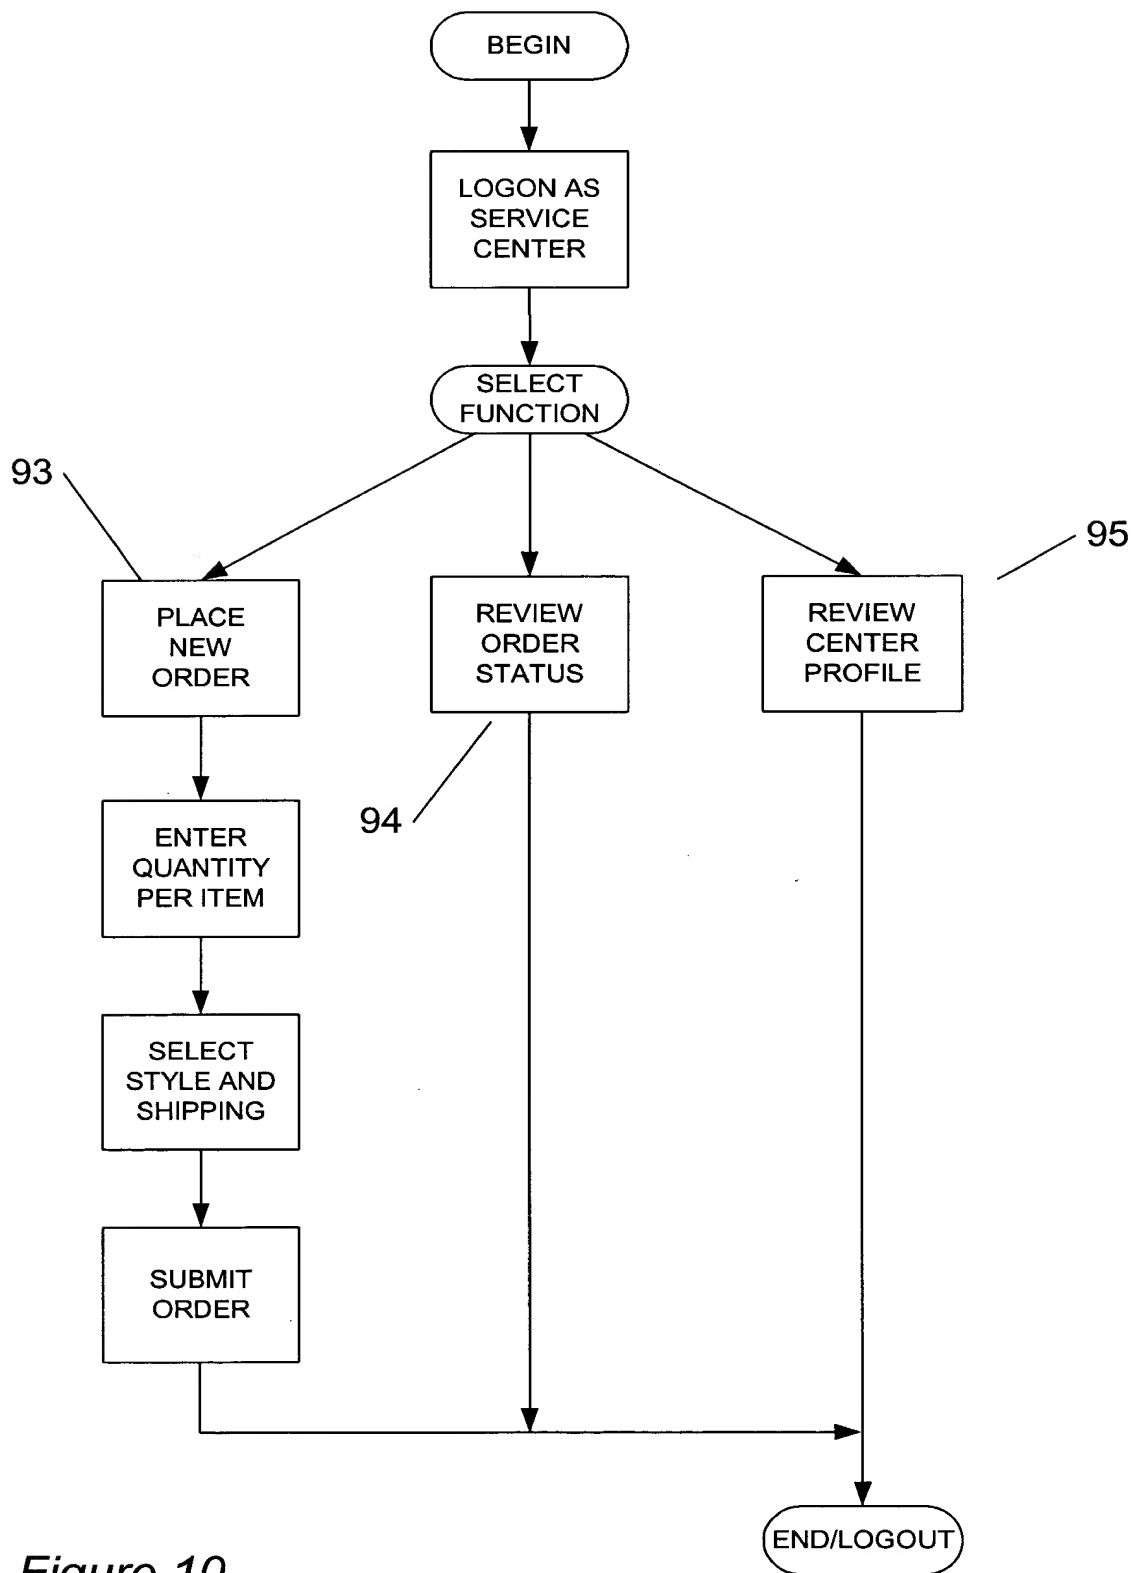 BEGIN
LOGON AS
SERVICE
CENTER
SELECT
FUNCTION
93
95
PLACE
NEW
ORDER
REVIEW
ORDER
STATUS
REVIEW
CENTER
PROFILE
94
ENTER
QUANTITY
PER ITEM
SELECT
STYLE AND
SHIPPING
SUBMIT
ORDER
END/LOGOUT
Figure 10